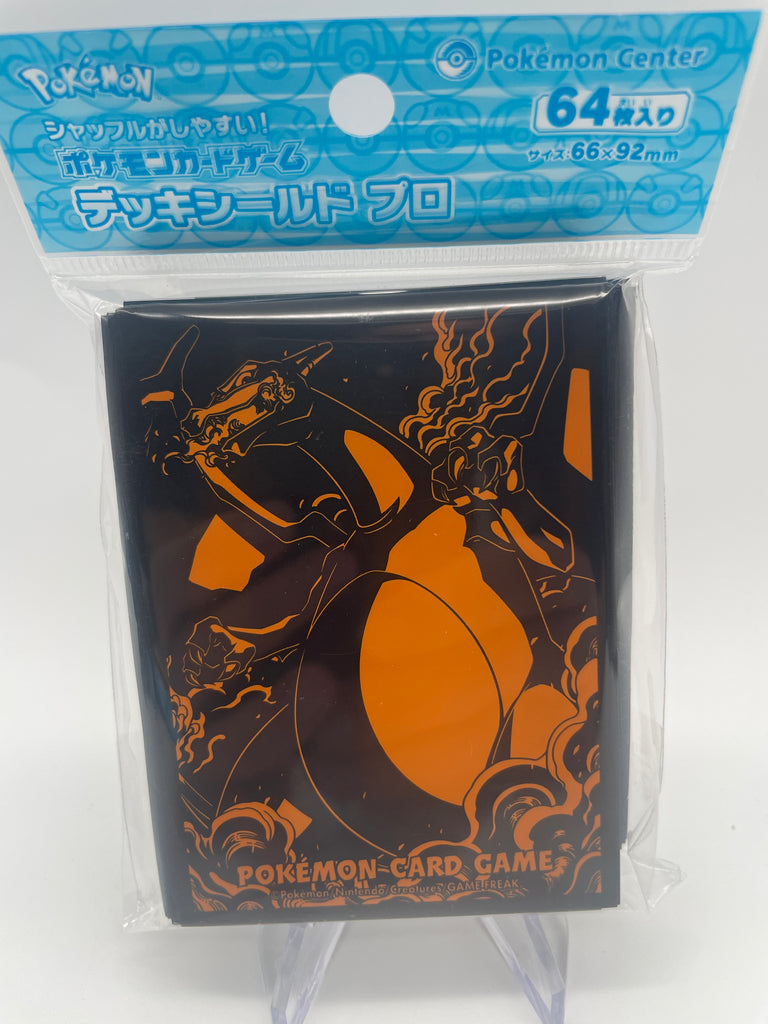 POKéMON
Pokémon Center
シャッフルがしやすい!
64枚入り
サイズ:66×92mm
ポケモンカードゲーム
デッキシールド プロ
POKÉMON CARD GAME
©Pokémon/Nintendo/Creatures/GAME FREAK